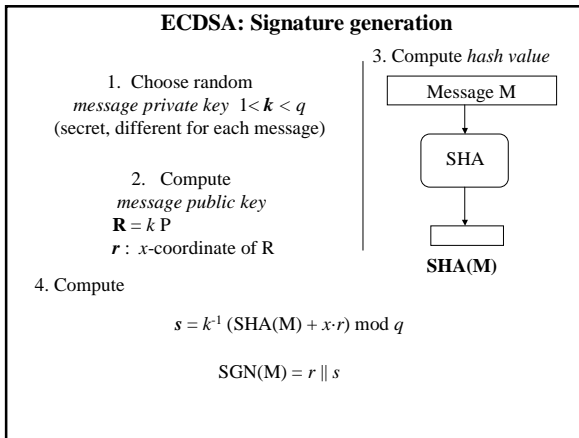 ECDSA: Signature generation
1. Choose random
message private key 1< k < q
(secret, different for each message)
2. Compute
message public key
R = k P
r : x-coordinate of R
3. Compute hash value
Message M
SHA
SHA(M)
4. Compute
s = k⁻¹ (SHA(M) + x·r) mod q
SGN(M) = r || s